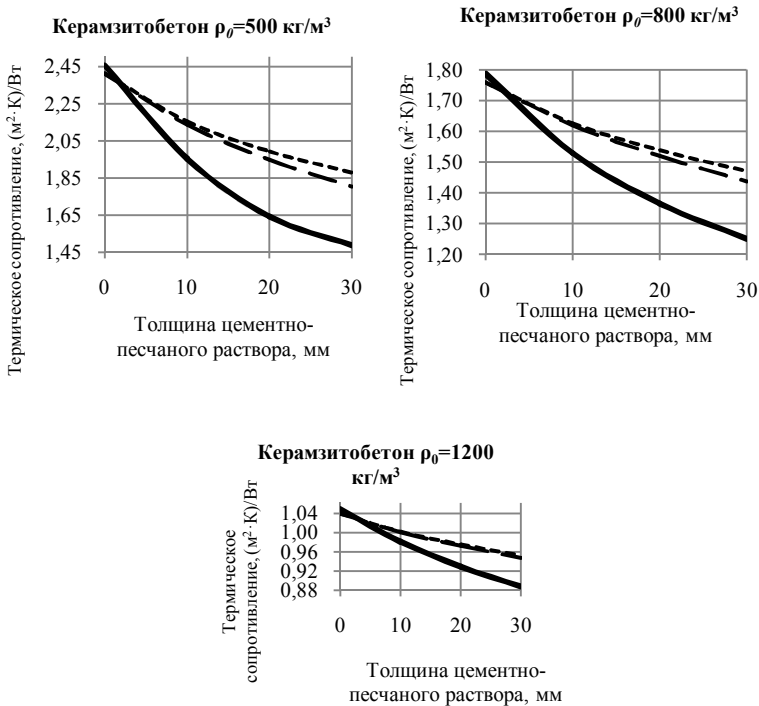 Керамзитобетон ρ₀=500 кг/м³
Термическое сопротивление, (м²·К)/Вт
2,45
2,25
2,05
1,85
1,65
1,45
0 10 20 30
Толщина цементно-
песчаного раствора, мм
Керамзитобетон ρ₀=800 кг/м³
Термическое сопротивление, (м²·К)/Вт
1,80
1,70
1,60
1,50
1,40
1,30
1,20
0 10 20 30
Толщина цементно-
песчаного раствора, мм
Керамзитобетон ρ₀=1200
кг/м³
Термическое
сопротивление, (м²·К)/Вт
1,04
1,00
0,96
0,92
0,88
0 10 20 30
Толщина цементно-
песчаного раствора, мм